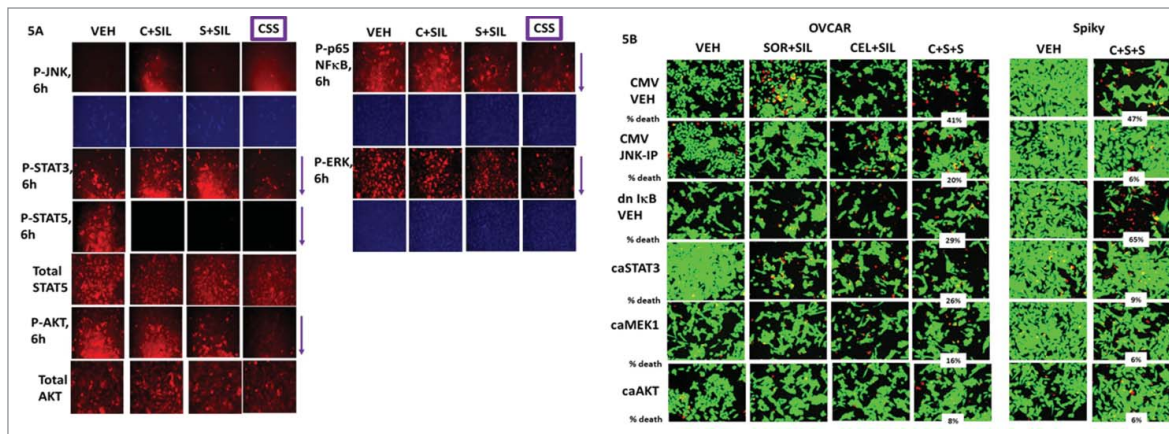 5A
VEH C+SIL S+SIL CSS
P-JNK,
6h
P-STAT3,
6h
P-STAT5,
6h
Total
STAT5
P-AKT,
6h
Total
AKT
P-p65
NFκB,
6h
VEH C+SIL S+SIL CSS
P-ERK,
6h
5B
OVCAR Spiky
VEH SOR+SIL CEL+SIL C+S+S VEH C+S+S
CMV
VEH
% death 41% 47%
CMV
JNK-IP
% death 20% 6%
dn IκB
VEH
% death 29% 65%
caSTAT3
% death 26% 9%
caMEK1
% death 16% 6%
caAKT
% death 8% 6%